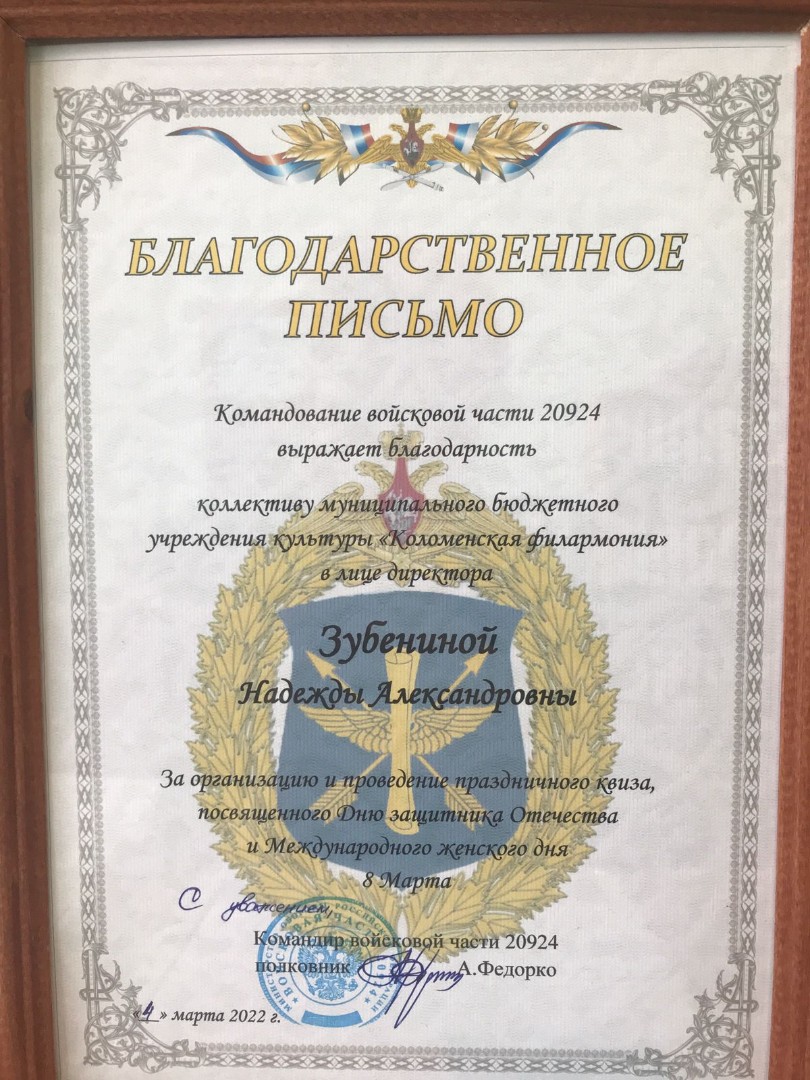 БЛАГОДАРСТВЕННОЕ
ПИСЬМО
Командование войсковой части 20924
выражает благодарность
коллективу муниципального бюджетного
учреждения культуры «Коломенская филармония»
в лице директора
Зубениной
Надежды Александровны
За организацию и проведение праздничного квиза,
посвященного Дню защитника Отечества
и Международного женского дня
8 Марта
С уважением,
Командир войсковой части 20924
полковник А.Федорко
«4» марта 2022 г.
ВОЙСКОВАЯ ЧАСТЬ